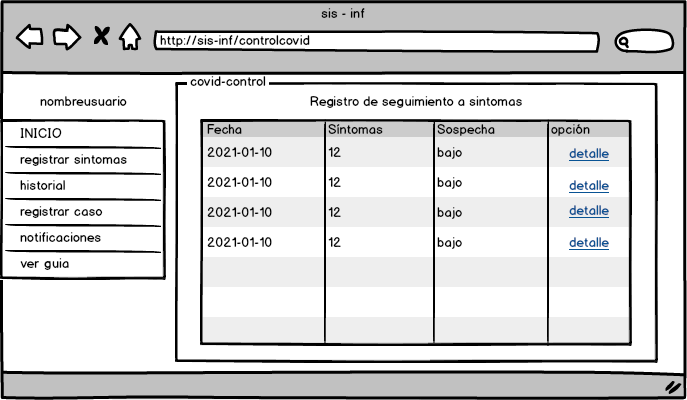 sis - inf
http://sis-inf/controlcovid
nombreusuario
INICIO
registrar sintomas
historial
registrar caso
notificaciones
ver guia
covid-control
Registro de seguimiento a sintomas
Fecha Síntomas Sospecha opción
2021-01-10 12 bajo detalle
2021-01-10 12 bajo detalle
2021-01-10 12 bajo detalle
2021-01-10 12 bajo detalle